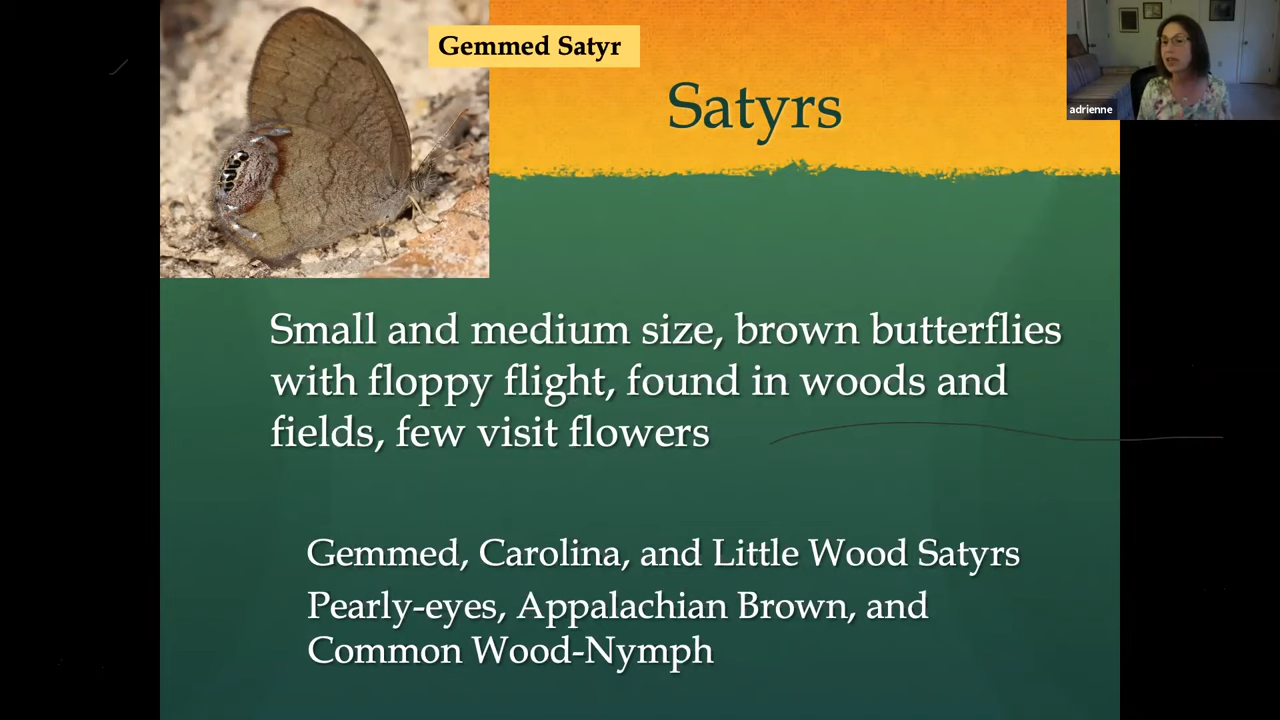 Gemmed Satyr
Satyrs
adrienne
Small and medium size, brown butterflies
with floppy flight, found in woods and
fields, few visit flowers
Gemmed, Carolina, and Little Wood Satyrs
Pearly-eyes, Appalachian Brown, and
Common Wood-Nymph